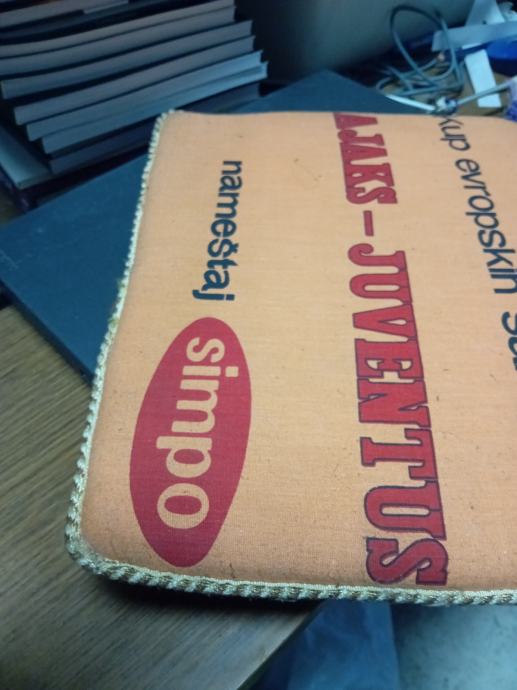 kup evropskih
AJAKS – JUVENTUS
nameštaj simpo